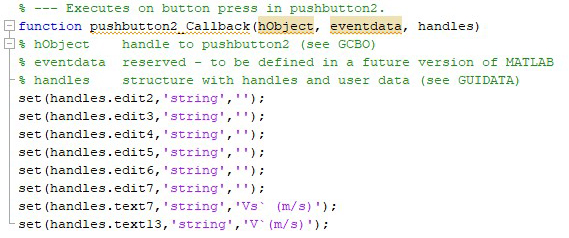 % --- Executes on button press in pushbutton2.
function pushbutton2_Callback(hObject, eventdata, handles)
% hObject    handle to pushbutton2 (see GCBO)
% eventdata  reserved - to be defined in a future version of MATLAB
% handles    structure with handles and user data (see GUIDATA)
set(handles.edit2,'string','');
set(handles.edit3,'string','');
set(handles.edit4,'string','');
set(handles.edit5,'string','');
set(handles.edit6,'string','');
set(handles.edit7,'string','');
set(handles.text7,'string','Vs` (m/s)');
set(handles.text13,'string','V`(m/s)');